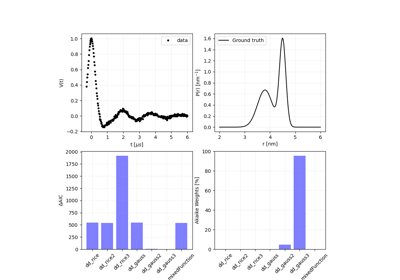 V(t)
1.0
0.8
0.6
0.4
0.2
0.0
−0.2
data
0 1 2 3 4 5 6
t [μs]
P(r) [nm⁻¹]
1.6
1.4
1.2
1.0
0.8
0.6
0.4
0.2
0.0
Ground truth
2 3 4 5 6
r [nm]
ΔAIC
2000
1750
1500
1250
1000
750
500
250
0
dd_rice dd_rice2 dd_rice3 dd_gauss dd_gauss2 dd_gauss3 mixedFunction
Akaike Weights [%]
100
80
60
40
20
0
dd_rice dd_rice2 dd_rice3 dd_gauss dd_gauss2 dd_gauss3 mixedFunction